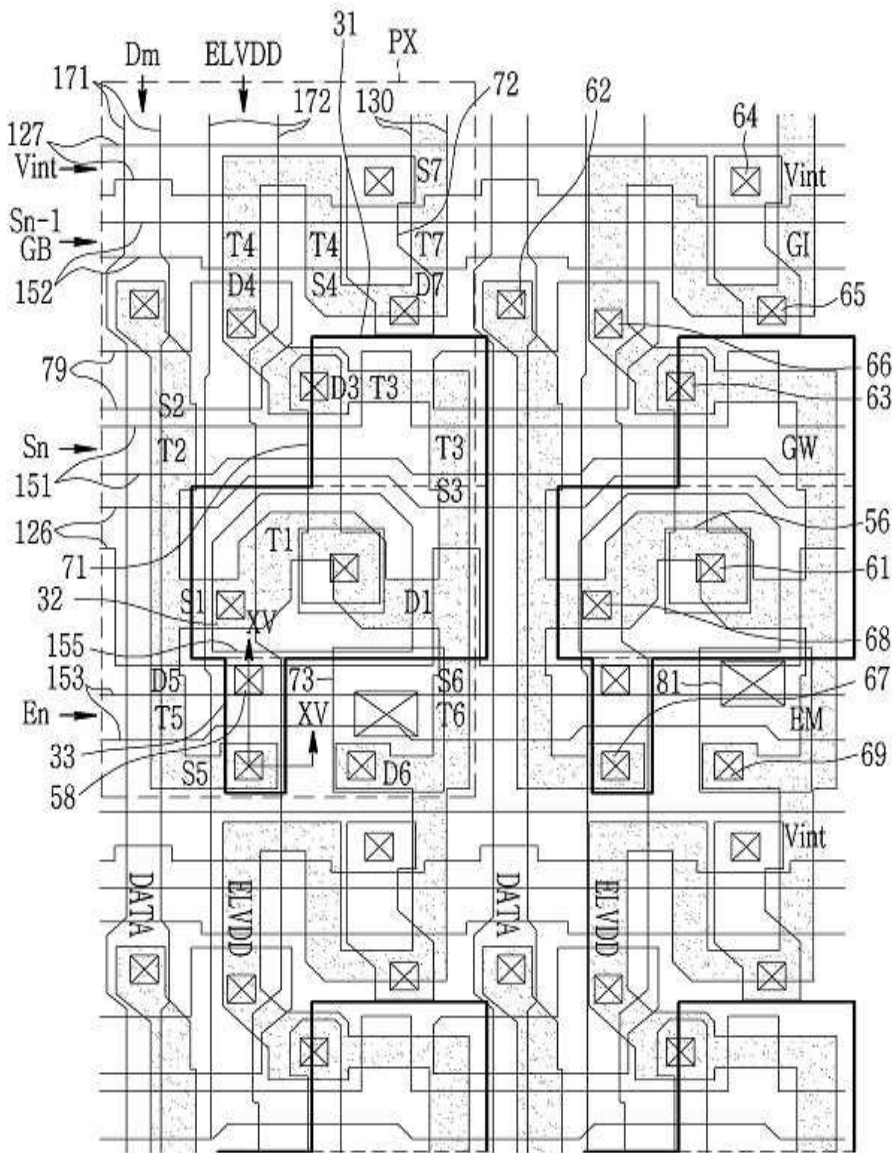 31
Dm ELVDD PX
171 172 130 72 62 64
127
Vint S7 Vint
Sn-1
GB T4 T4 T7 GI
152 D4 S4 D7
65
79 66
D3 T3 63
S2
Sn T2 T3 GW
151 S3
126 56
T1
71 61
32 S1 D1
XV 68
155
153 D5 73 S6 81 67
En T5 XV T6 EM
33
58 S5 D6 69
Vint
DATA ELVDD DATA ELVDD